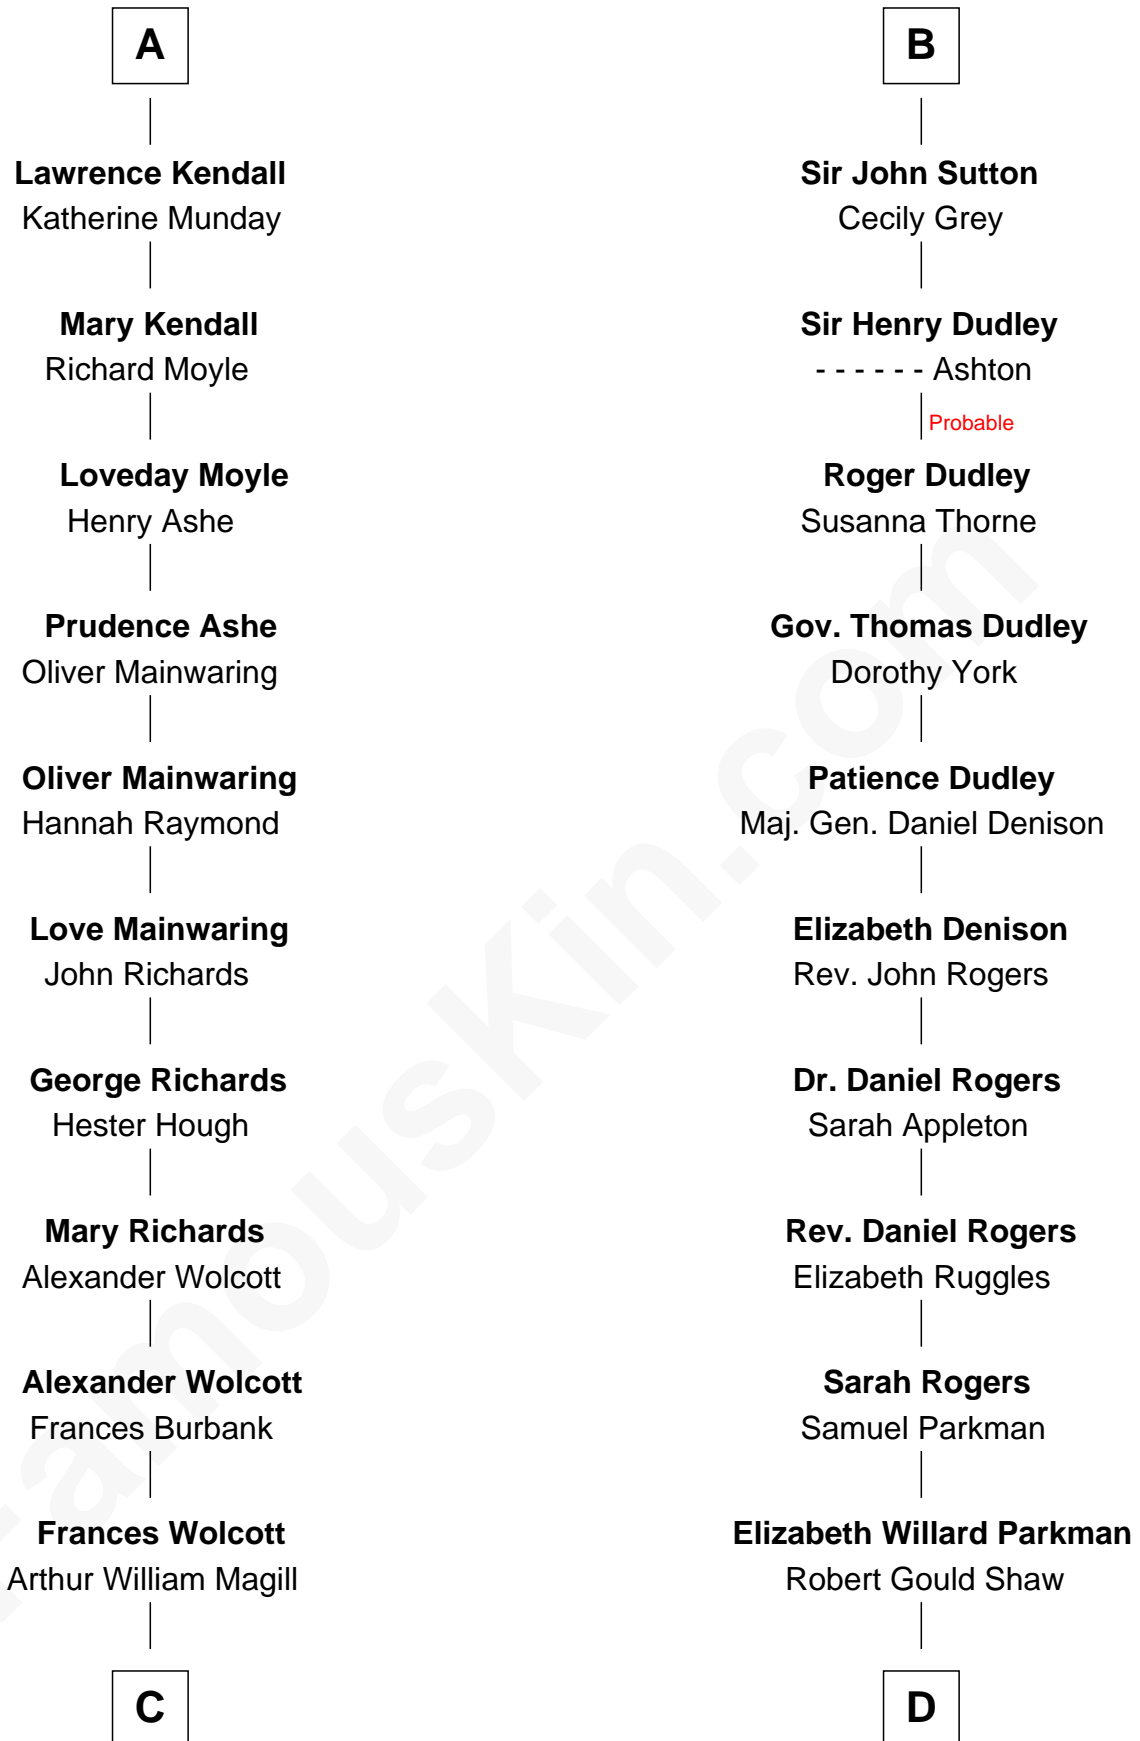 A
Lawrence Kendall
Katherine Munday
Mary Kendall
Richard Moyle
Loveday Moyle
Henry Ashe
Prudence Ashe
Oliver Mainwaring
Oliver Mainwaring
Hannah Raymond
Love Mainwaring
John Richards
George Richards
Hester Hough
Mary Richards
Alexander Wolcott
Alexander Wolcott
Frances Burbank
Frances Wolcott
Arthur William Magill
C
B
Sir John Sutton
Cecily Grey
Sir Henry Dudley
- - - - - - Ashton
Probable
Roger Dudley
Susanna Thorne
Gov. Thomas Dudley
Dorothy York
Patience Dudley
Maj. Gen. Daniel Denison
Elizabeth Denison
Rev. John Rogers
Dr. Daniel Rogers
Sarah Appleton
Rev. Daniel Rogers
Elizabeth Ruggles
Sarah Rogers
Samuel Parkman
Elizabeth Willard Parkman
Robert Gould Shaw
D
FamousKin.com